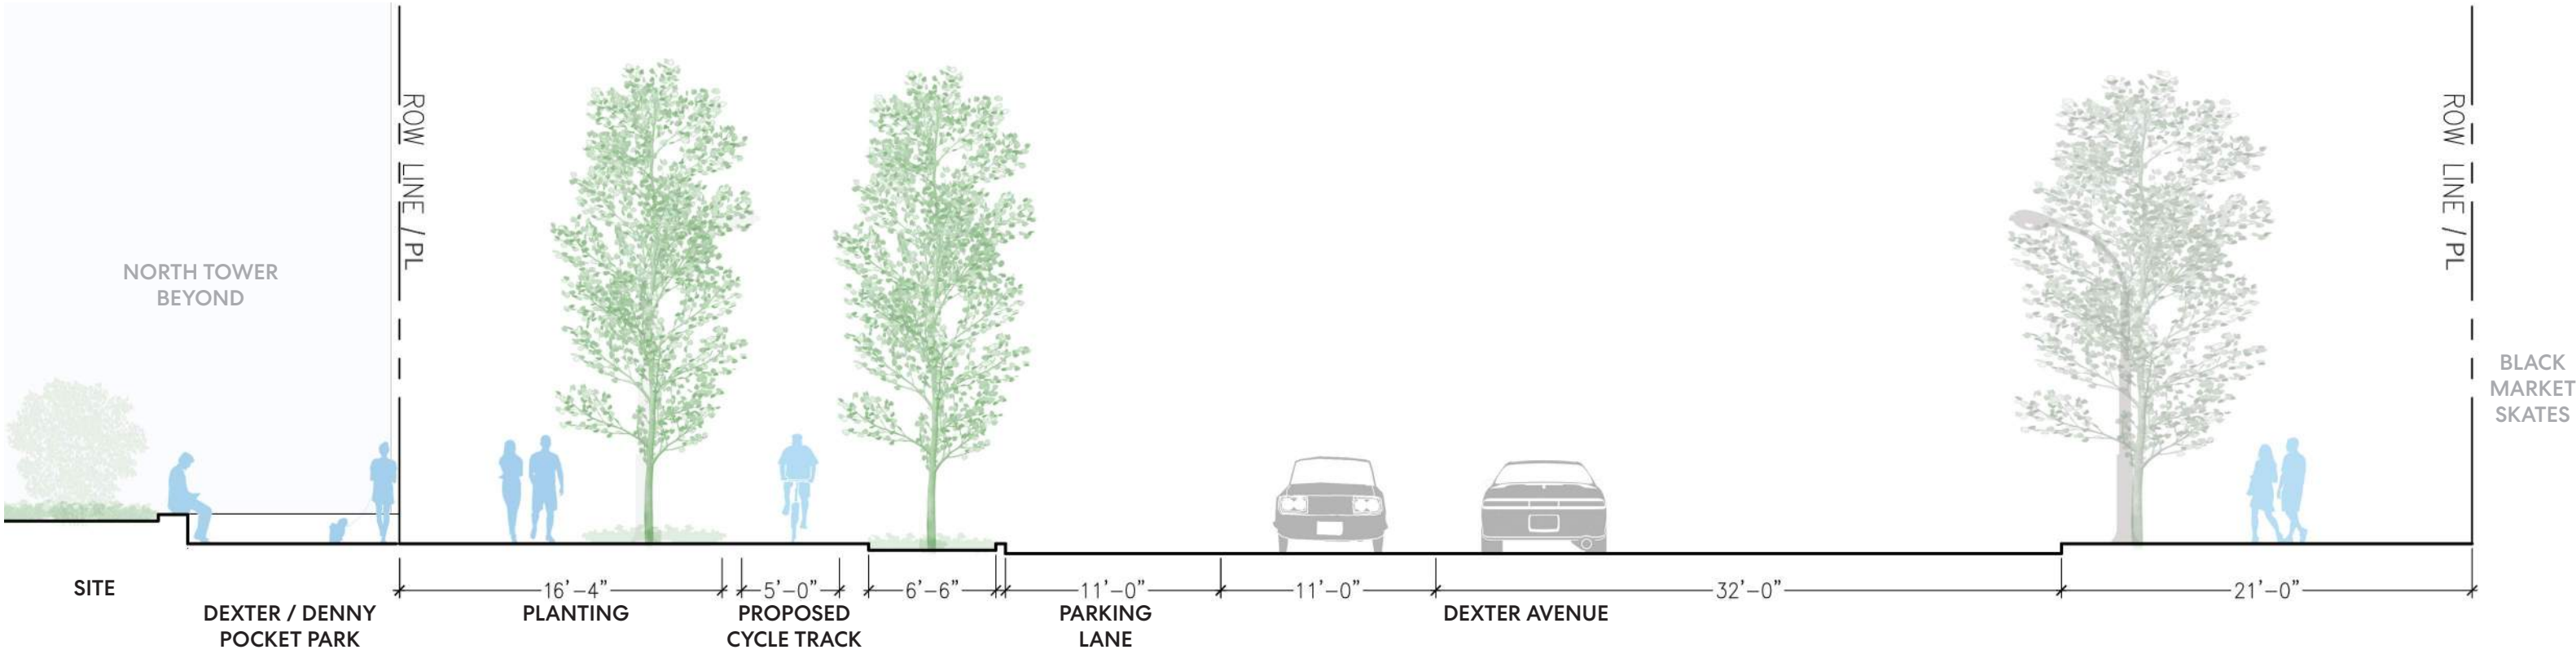 ROW LINE / PL
ROW LINE / PL
NORTH TOWER
BEYOND
BLACK
MARKET
SKATES
16'-4"
5'-0"
6'-6"
11'-0"
11'-0"
32'-0"
21'-0"
SITE
DEXTER / DENNY
POCKET PARK
PLANTING
PROPOSED
CYCLE TRACK
PARKING
LANE
DEXTER AVENUE